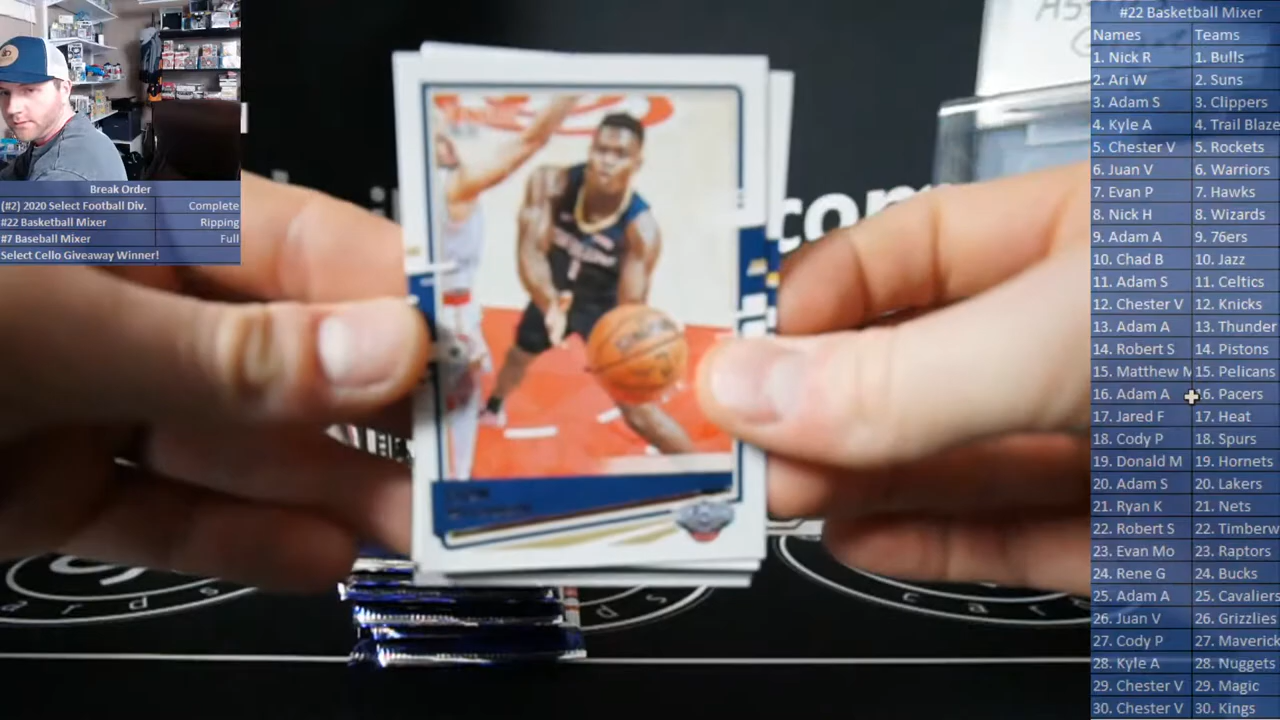 Break Order
(#2) 2020 Select Football Div. Complete
#22 Basketball Mixer Ripping
#7 Baseball Mixer Full
Select Cello Giveaway Winner!
com
#22 Basketball Mixer
Names Teams
1. Nick R 1. Bulls
2. Ari W 2. Suns
3. Adam S 3. Clippers
4. Kyle A 4. Trail Blaze
5. Chester V 5. Rockets
6. Juan V 6. Warriors
7. Evan P 7. Hawks
8. Nick H 8. Wizards
9. Adam A 9. 76ers
10. Chad B 10. Jazz
11. Adam S 11. Celtics
12. Chester V 12. Knicks
13. Adam A 13. Thunder
14. Robert S 14. Pistons
15. Matthew M 15. Pelicans
16. Adam A 16. Pacers
17. Jared F 17. Heat
18. Cody P 18. Spurs
19. Donald M 19. Hornets
20. Adam S 20. Lakers
21. Ryan K 21. Nets
22. Robert S 22. Timberw
23. Evan Mo 23. Raptors
24. Rene G 24. Bucks
25. Adam A 25. Cavaliers
26. Juan V 26. Grizzlies
27. Cody P 27. Maverick
28. Kyle A 28. Nuggets
29. Chester V 29. Magic
30. Chester V 30. Kings